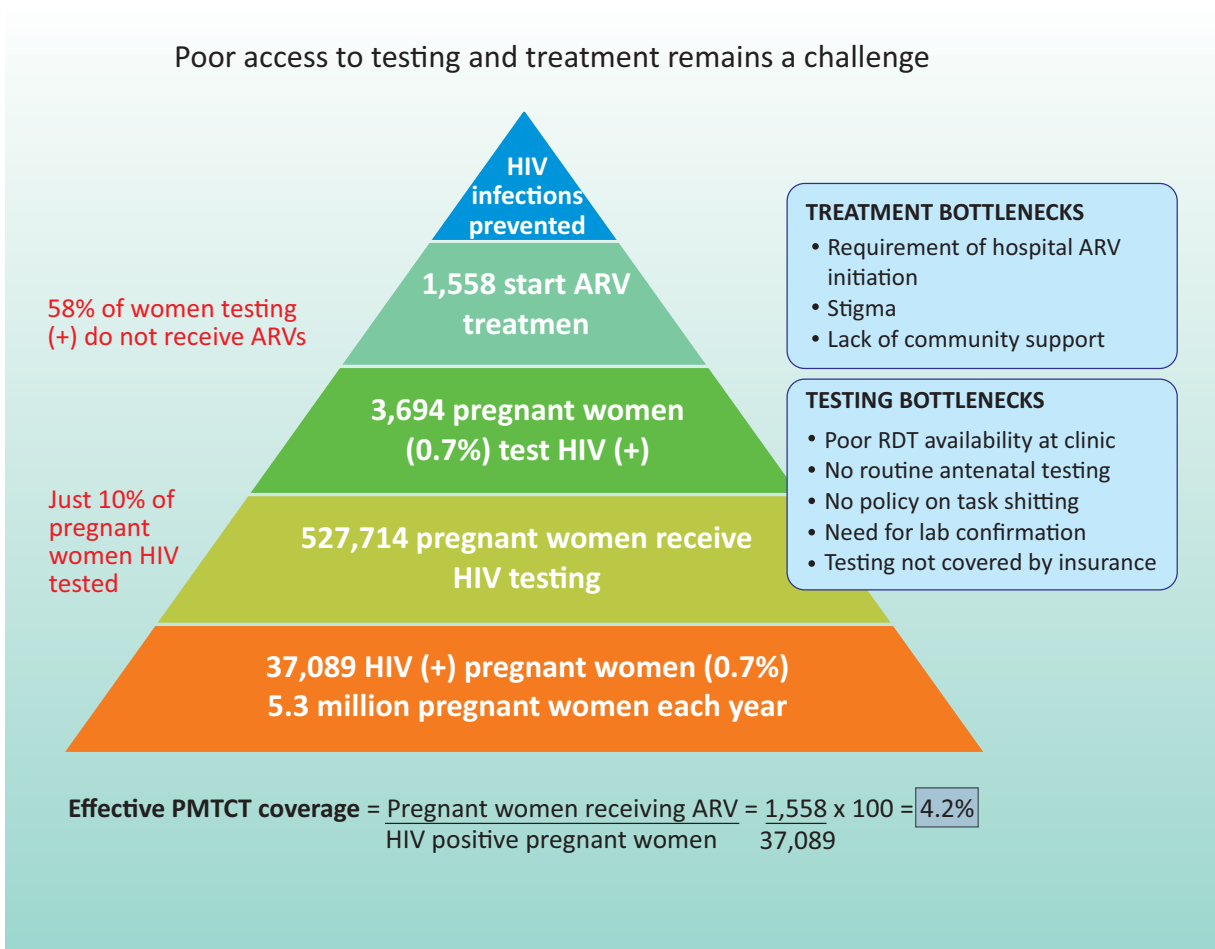 Poor access to testing and treatment remains a challenge
HIV
infections
prevented
1,558 start ARV
treatmen
58% of women testing
(+) do not receive ARVs
3,694 pregnant women
(0.7%) test HIV (+)
Just 10% of
pregnant
women HIV
tested
527,714 pregnant women receive
HIV testing
37,089 HIV (+) pregnant women (0.7%)
5.3 million pregnant women each year
TREATMENT BOTTLENECKS
• Requirement of hospital ARV
initiation
• Stigma
• Lack of community support
TESTING BOTTLENECKS
• Poor RDT availability at clinic
• No routine antenatal testing
• No policy on task shitting
• Need for lab confirmation
• Testing not covered by insurance
Effective PMTCT coverage = Pregnant women receiving ARV = 1,558 x 100 = 4.2%
HIV positive pregnant women 37,089